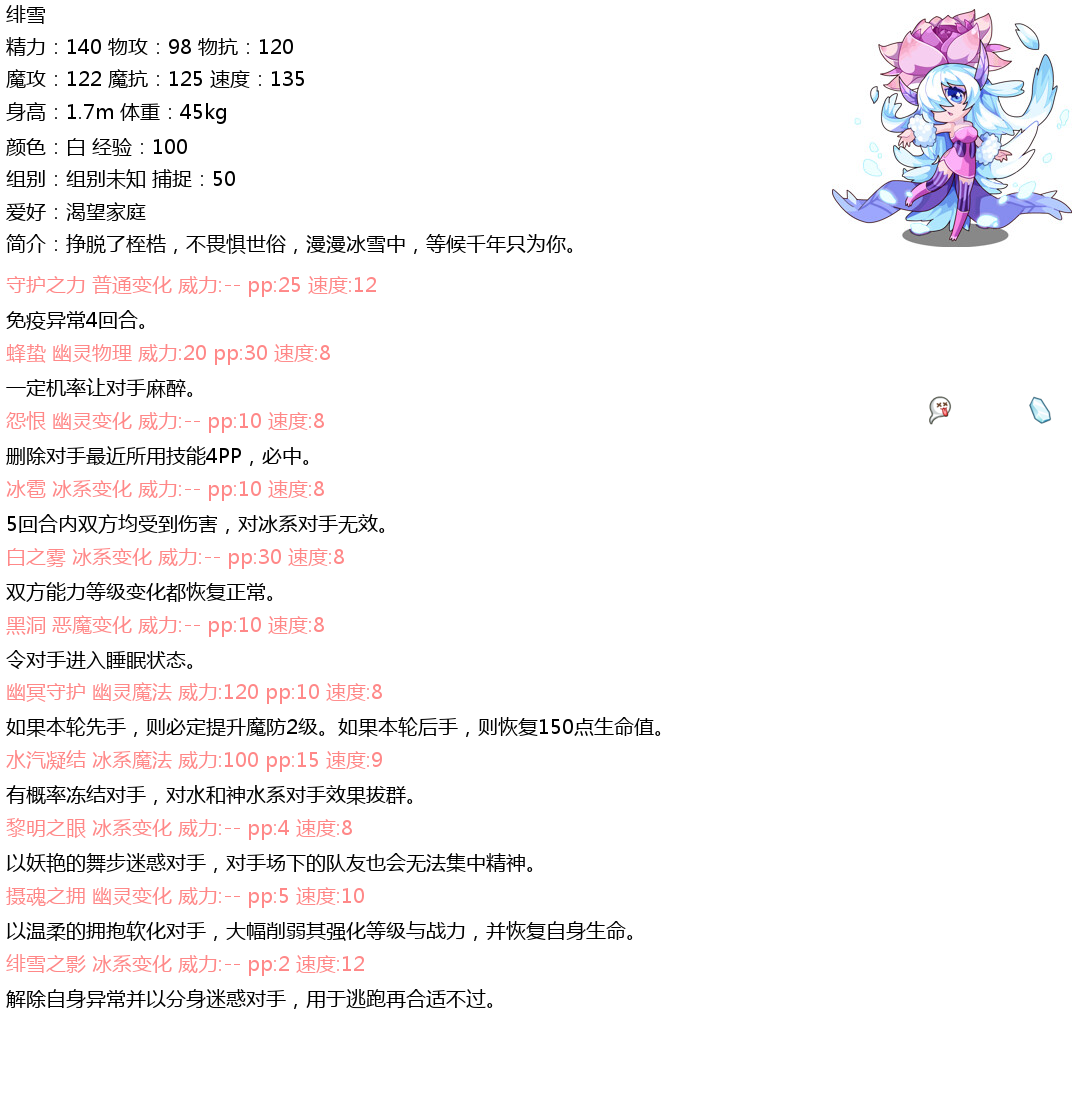 绯雪
精力：140 物攻：98 物抗：120
魔攻：122 魔抗：125 速度：135
身高：1.7m 体重：45kg
颜色：白 经验：100
组别：组别未知 捕捉：50
爱好：渴望家庭
简介：挣脱了桎梏，不畏惧世俗，漫漫冰雪中，等候千年只为你。
守护之力 普通变化 威力:-- pp:25 速度:12
免疫异常4回合。
蜂蛰 幽灵物理 威力:20 pp:30 速度:8
一定机率让对手麻醉。
怨恨 幽灵变化 威力:-- pp:10 速度:8
删除对手最近所用技能4PP，必中。
冰雹 冰系变化 威力:-- pp:10 速度:8
5回合内双方均受到伤害，对冰系对手无效。
白之雾 冰系变化 威力:-- pp:30 速度:8
双方能力等级变化都恢复正常。
黑洞 恶魔变化 威力:-- pp:10 速度:8
令对手进入睡眠状态。
幽冥守护 幽灵魔法 威力:120 pp:10 速度:8
如果本轮先手，则必定提升魔防2级。如果本轮后手，则恢复150点生命值。
水汽凝结 冰系魔法 威力:100 pp:15 速度:9
有概率冻结对手，对水和神水系对手效果拔群。
黎明之眼 冰系变化 威力:-- pp:4 速度:8
以妖艳的舞步迷惑对手，对手场下的队友也会无法集中精神。
摄魂之拥 幽灵变化 威力:-- pp:5 速度:10
以温柔的拥抱软化对手，大幅削弱其强化等级与战力，并恢复自身生命。
绯雪之影 冰系变化 威力:-- pp:2 速度:12
解除自身异常并以分身迷惑对手，用于逃跑再合适不过。